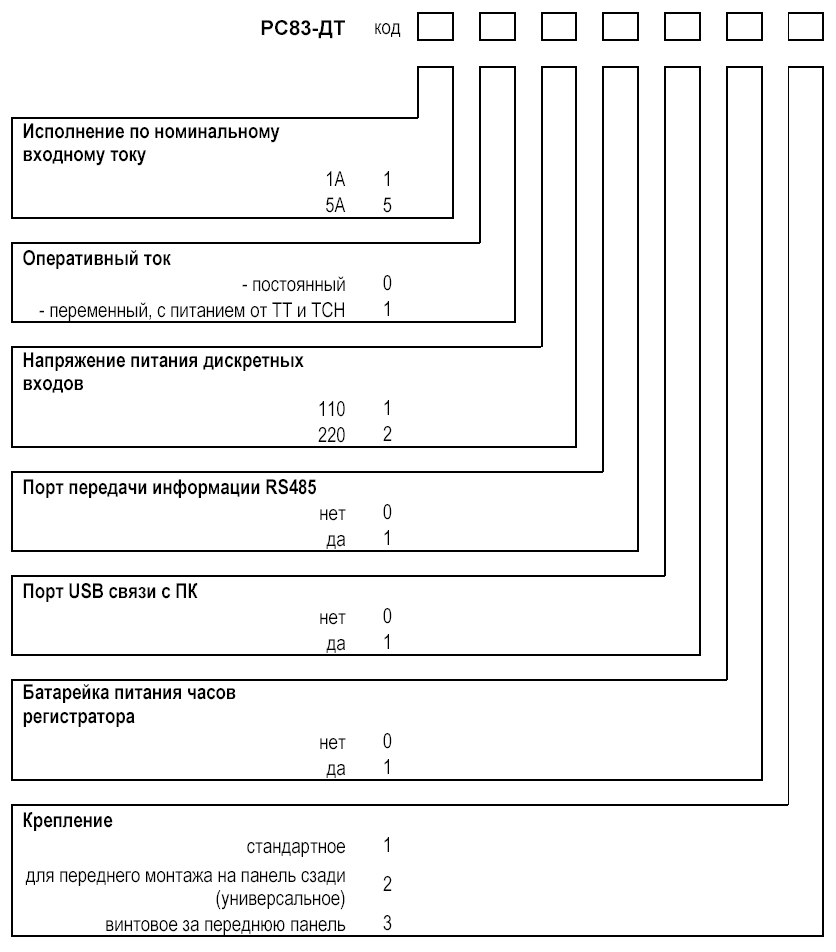 РС83-ДТ код
Исполнение по номинальному
входному току
1А 1
5А 5
Оперативный ток
- постоянный 0
- переменный, с питанием от ТТ и ТСН 1
Напряжение питания дискретных
входов
110 1
220 2
Порт передачи информации RS485
нет 0
да 1
Порт USB связи с ПК
нет 0
да 1
Батарейка питания часов
регистратора
нет 0
да 1
Крепление
стандартное 1
для переднего монтажа на панель сзади
(универсальное) 2
винтовое за переднюю панель 3